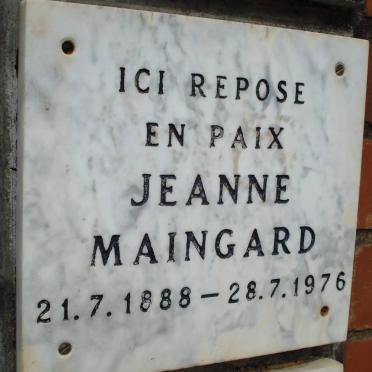 ICI REPOSE
EN PAIX
JEANNE
MAINGARD
21.7.1888 – 28.7.1976